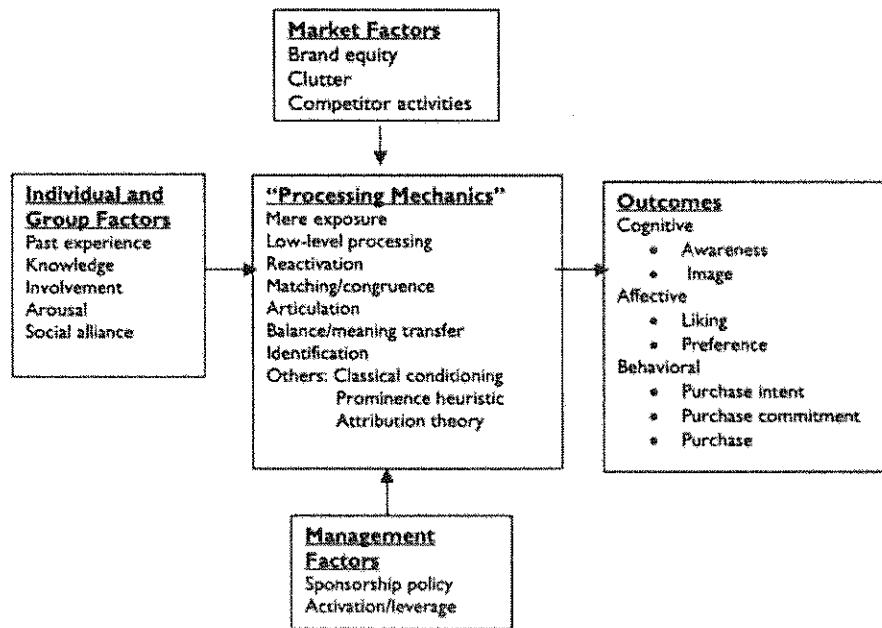 Market Factors
Brand equity
Clutter
Competitor activities
Individual and
Group Factors
Past experience
Knowledge
Involvement
Arousal
Social alliance
“Processing Mechanics”
Mere exposure
Low-level processing
Reactivation
Matching/congruence
Articulation
Balance/meaning transfer
Identification
Others: Classical conditioning
Prominence heuristic
Attribution theory
Outcomes
Cognitive
• Awareness
• Image
Affective
• Liking
• Preference
Behavioral
• Purchase intent
• Purchase commitment
• Purchase
Management
Factors
Sponsorship policy
Activation/leverage